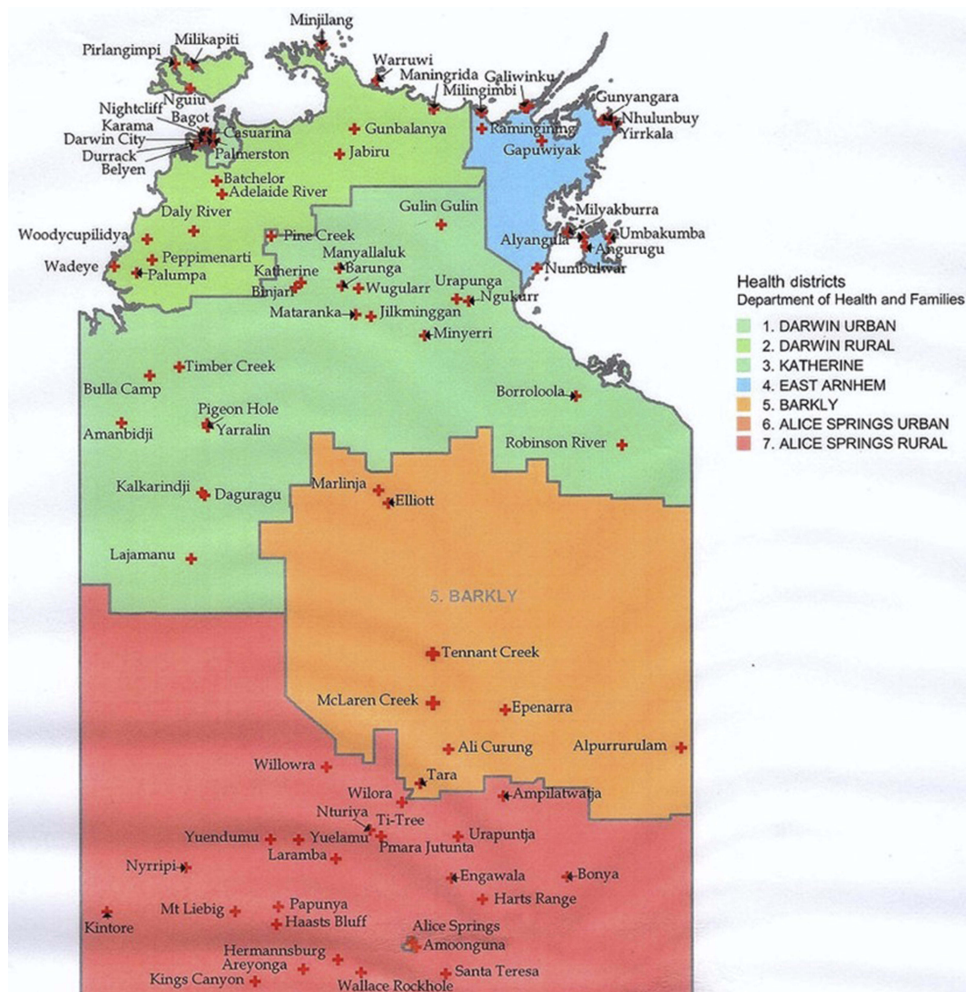 Minjilang
Milikapiti
Pirlangimpi
Warruwi
Maningrida
Galiwinku
Milingimbi
Nguiu
Gunyangara
Nightcliff
Bagot
Nhulunbuy
Karama
Casuarina
Gunbalanya
Ramingining
Yirrkala
Darwin City
Gapuwiyak
Durrack
Palmerston
Jabiru
Belyen
Batchelor
Adelaide River
Daly River
Gulin Gulin
Milyakburra
Woodycupilidya
Pine Creek
Alyangula
Umbakumba
Manyallaluk
Angurugu
Peppimenarti
Wadeye
Palumpa
Katherine
Barunga
Numbulwar
Binjari
Wugularr
Urapunga
Ngukurr
Mataranka
Jilkminggan
Minyerri
Health districts
Department of Health and Families
1. DARWIN URBAN
2. DARWIN RURAL
3. KATHERINE
4. EAST ARNHEM
5. BARKLY
6. ALICE SPRINGS URBAN
7. ALICE SPRINGS RURAL
Timber Creek
Bulla Camp
Borroloola
Pigeon Hole
Amanbidji
Yarralin
Robinson River
Marlinja
Kalkarindji
Daguragu
Elliott
Lajamanu
5. BARKLY
Tennant Creek
McLaren Creek
Epenarra
Ali Curung
Alpurrurulam
Willowra
Tara
Wilora
Ampilatwatja
Nturiya
Ti-Tree
Yuendumu
Yuelamu
Pmara Jutunta
Urapuntja
Laramba
Nyrripi
Engawala
Bonya
Harts Range
Mt Liebig
Papunya
Kintore
Haasts Bluff
Alice Springs
Amoonguna
Hermannsburg
Areyonga
Kings Canyon
Wallace Rockhole
Santa Teresa